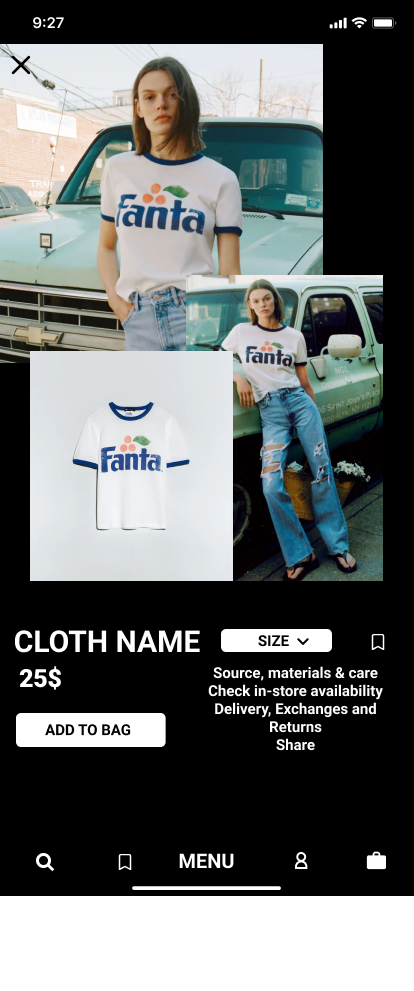 9:27
Fanta
Fanta
Fanta
CLOTH NAME
SIZE
25$
Source, materials & care
Check in-store availability
Delivery, Exchanges and
Returns
Share
ADD TO BAG
MENU